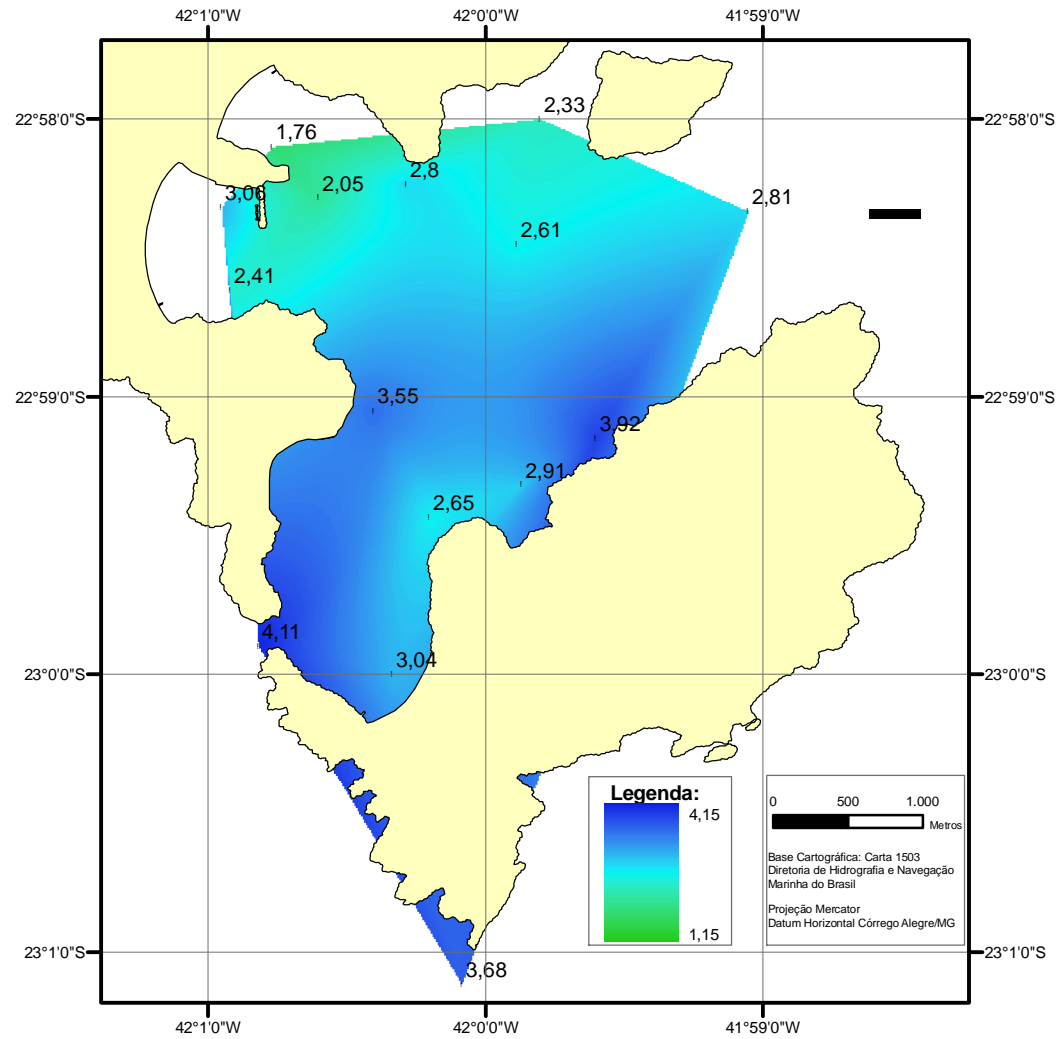 42°1'0"W 42°0'0"W 41°59'0"W
22°58'0"S 22°58'0"S
2,33
1,76
2,8
2,05
3,06
2,81
2,61
2,41
22°59'0"S 22°59'0"S
3,55
3,92
2,91
2,65
4,11
3,04
23°0'0"S 23°0'0"S
Legenda:
4,15
1,15
0 500 1.000
Metros
Base Cartográfica: Carta 1503
Diretoria de Hidrografia e Navegação
Marinha do Brasil
Projeção Mercator
Datum Horizontal Córrego Alegre/MG
23°1'0"S 23°1'0"S
3,68
42°1'0"W 42°0'0"W 41°59'0"W